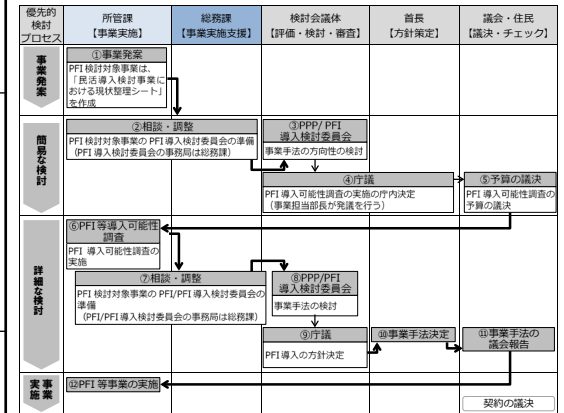 優先的
検討
プロセス
所管課
【事業実施】
総務課
【事業実施支援】
検討会議体
【評価・検討・審査】
首長
【方針策定】
議会・住民
【議決・チェック】
事業発案
①事業発案
PFI 検討対象事業は、
「民活導入検討事業に
おける現状整理シート」
を作成
簡易な検討
②相談・調整
PFI 検討対象事業の PFI 導入検討委員会の準備
（PFI 導入検討委員会の事務局は総務課）
③PPP/ PFI
導入検討委員会
事業手法の方向性の検討
④庁議
PFI 導入可能性調査の実施の庁内決定
（事業担当部長が発議を行う）
⑤予算の議決
PFI 導入可能性調査の
予算の議決
詳細な検討
⑥PFI 等導入可能性
調査
PFI 導入可能性調査の
実施
⑦相談・調整
PFI 検討対象事業の PFI/PFI 導入検討委員会の
準備
（PFI/PFI 導入検討委員会の事務局は総務課）
⑧PPP/PFI
導入検討委員会
事業手法の検討
⑨庁議
PFI 導入の方針決定
⑩事業手法決定
⑪事業手法の
議会報告
事業実施
⑫PFI 等事業の実施
契約の議決